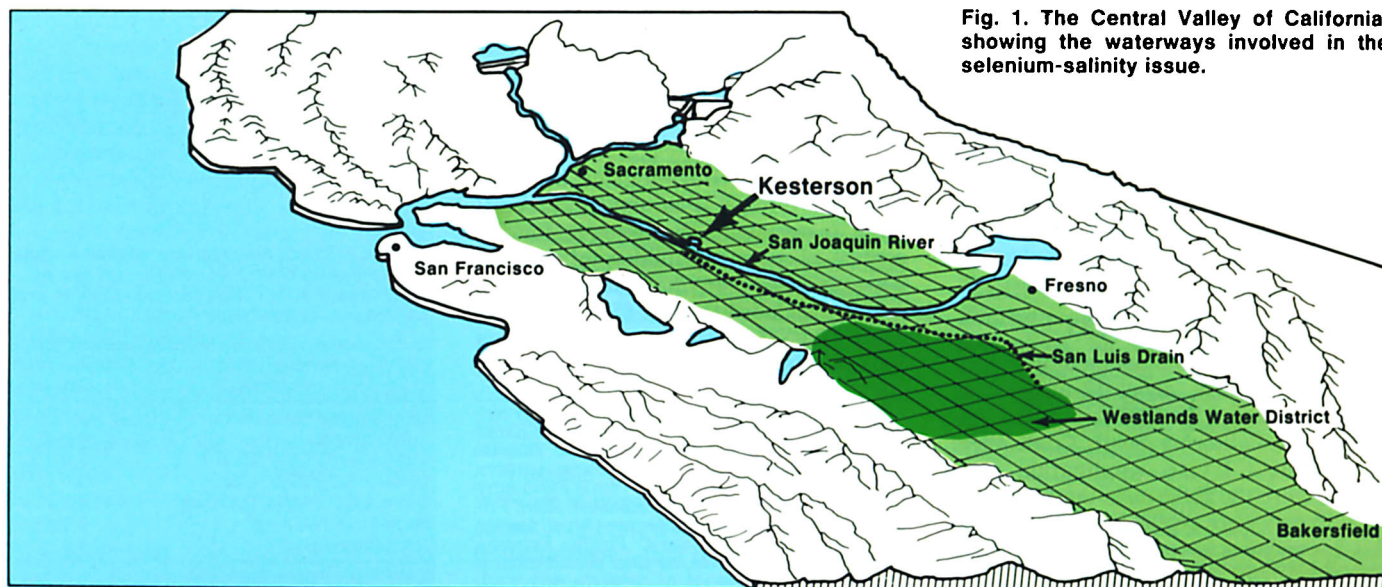 Fig. 1. The Central Valley of California
showing the waterways involved in the
selenium-salinity issue.
Sacramento
Kesterson
San Joaquin River
San Francisco
Fresno
San Luis Drain
Westlands Water District
Bakersfield